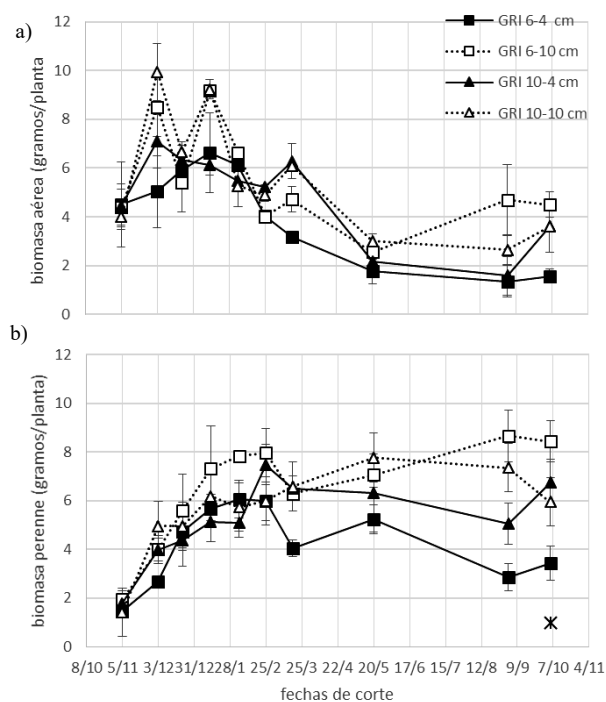 a)
GRI 6-4 cm
GRI 6-10 cm
GRI 10-4 cm
GRI 10-10 cm
biomasa aérea (gramos/planta)
12
10
8
6
4
2
0
b)
biomasa perenne (gramos/planta)
12
10
8
6
4
2
0
8/10 5/11 3/12 31/12 28/1 25/2 25/3 22/4 20/5 17/6 15/7 12/8 9/9 7/10 4/11
fechas de corte